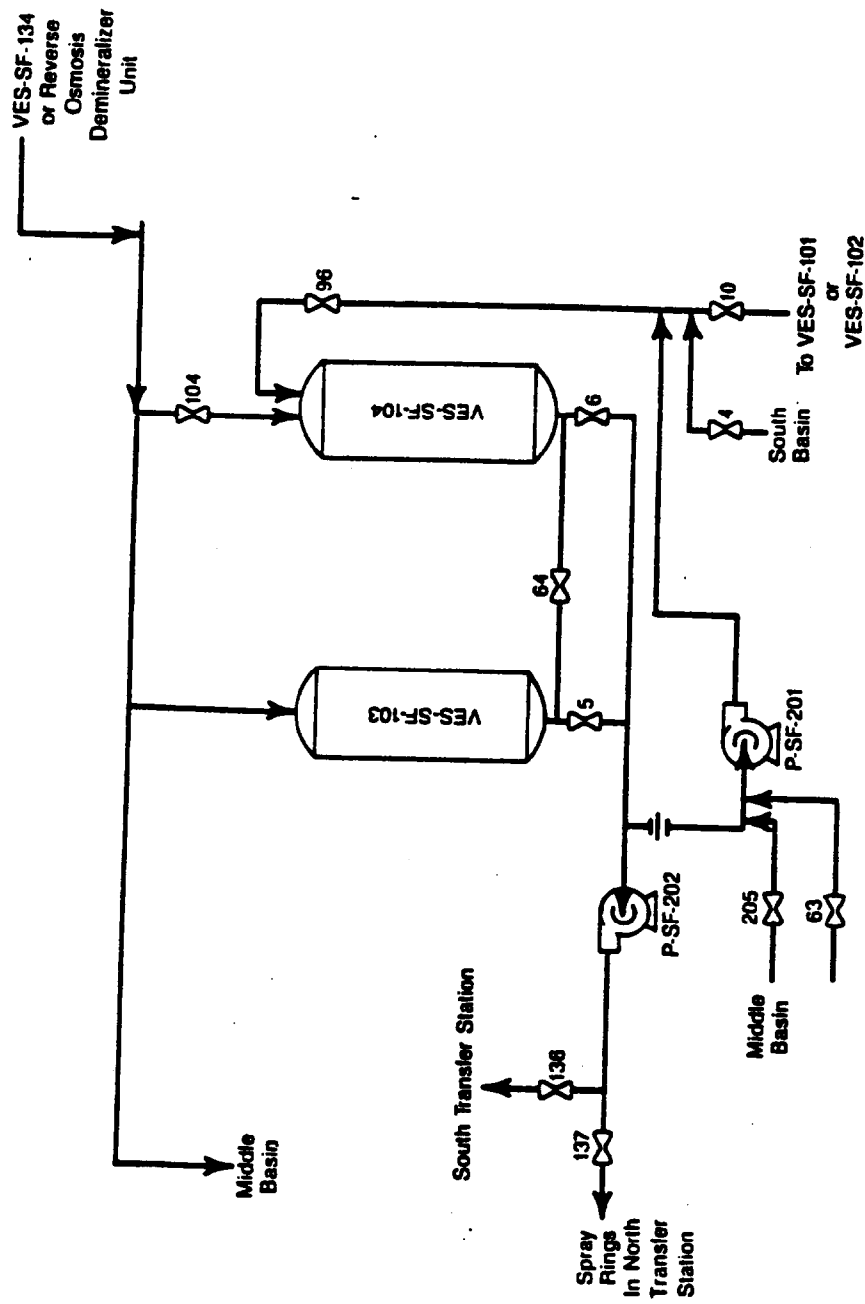 VES-SF-134
or Reverse
Osmosis
Demineralizer
Unit
104
96
VES-SF-104
VES-SF-103
6
64
5
10
To VES-SF-101
or
VES-SF-102
4
South
Basin
P-SF-201
P-SF-202
205
63
Middle
Basin
South Transfer Station
136
137
Middle
Basin
Spray
Rings
In North
Transfer
Station